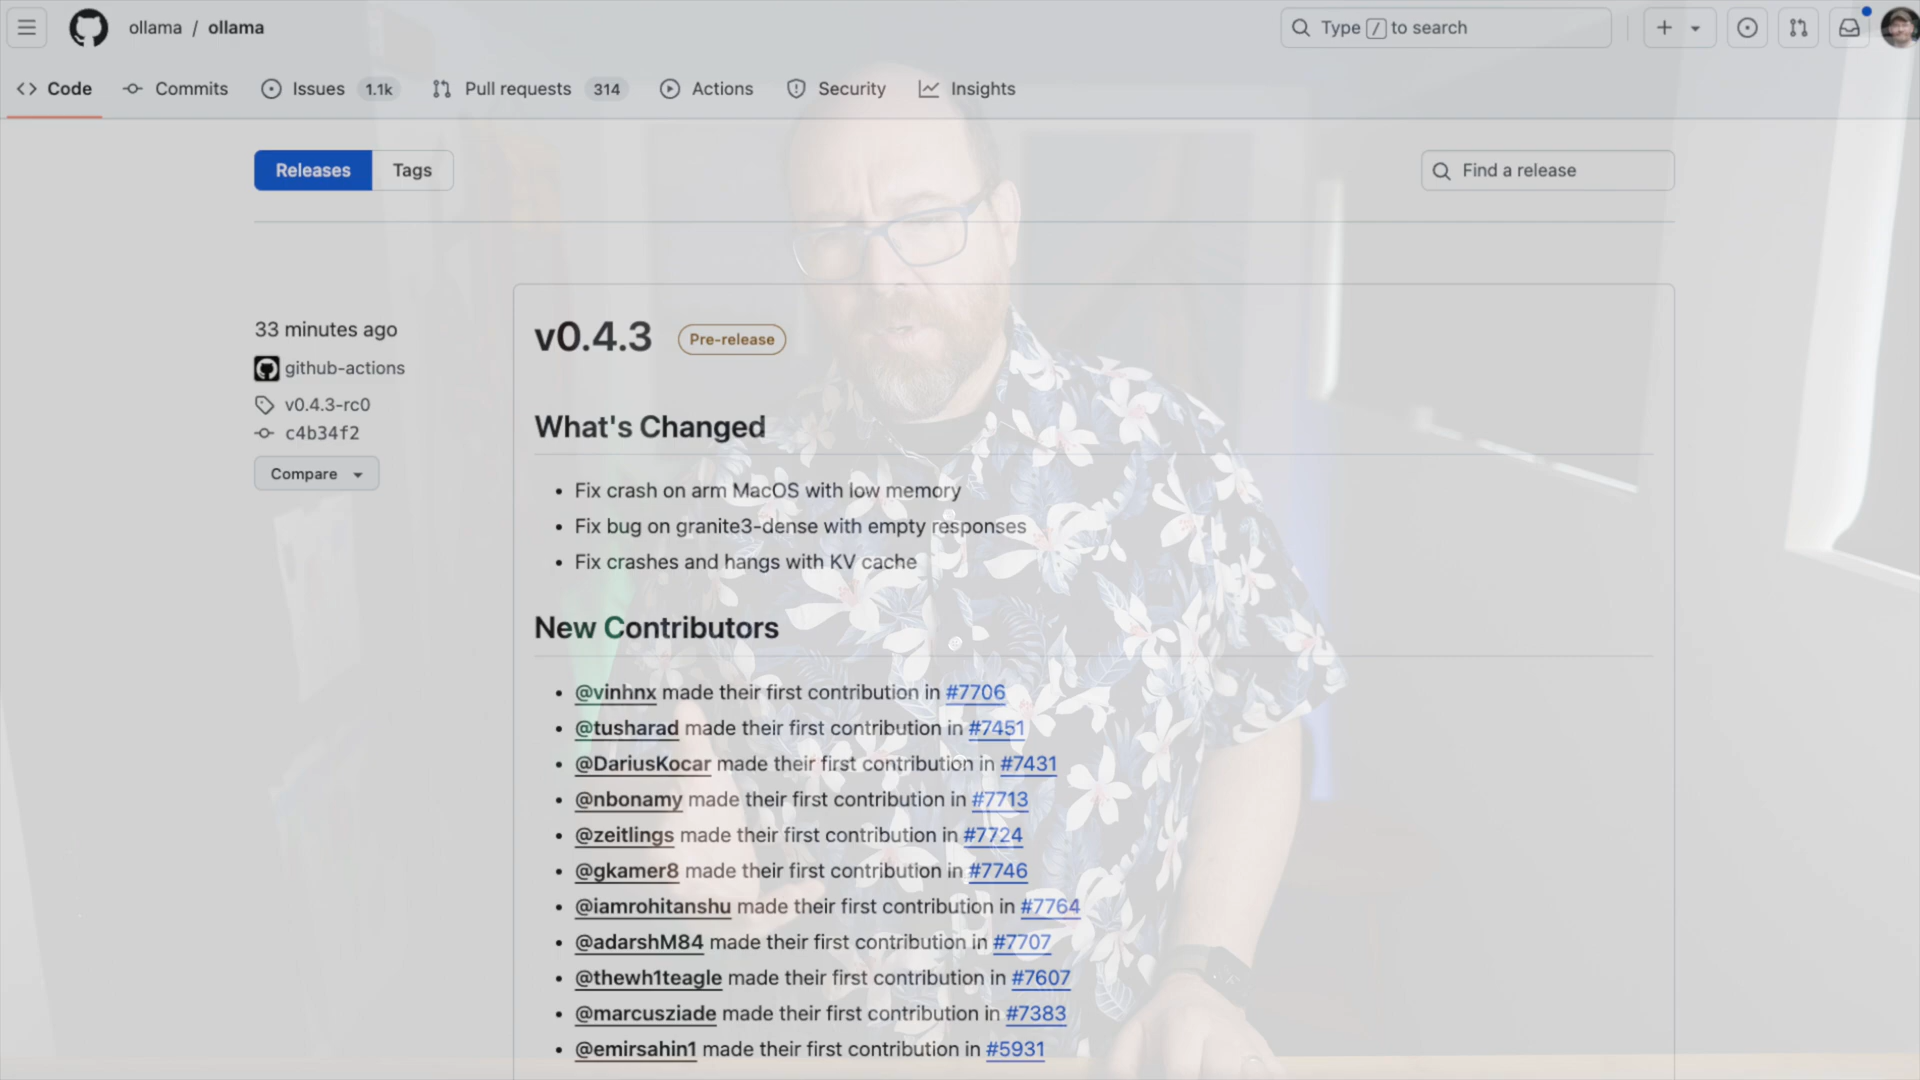 ollama / ollama
Type / to search
Code
Commits
Issues 1.1k
Pull requests 314
Actions
Security
Insights
Releases
Tags
Find a release
33 minutes ago
github-actions
v0.4.3-rc0
c4b34f2
Compare
v0.4.3 Pre-release
What's Changed
• Fix crash on arm MacOS with low memory
• Fix bug on granite3-dense with empty responses
• Fix crashes and hangs with KV cache
New Contributors
• @vinhnx made their first contribution in #7706
• @tusharad made their first contribution in #7451
• @DariusKocar made their first contribution in #7431
• @nbonamy made their first contribution in #7713
• @zeitlings made their first contribution in #7724
• @gkamer8 made their first contribution in #7746
• @iamrohitanshu made their first contribution in #7764
• @adarshM84 made their first contribution in #7707
• @thewh1teagle made their first contribution in #7607
• @marcusziade made their first contribution in #7383
• @emirsahin1 made their first contribution in #5931